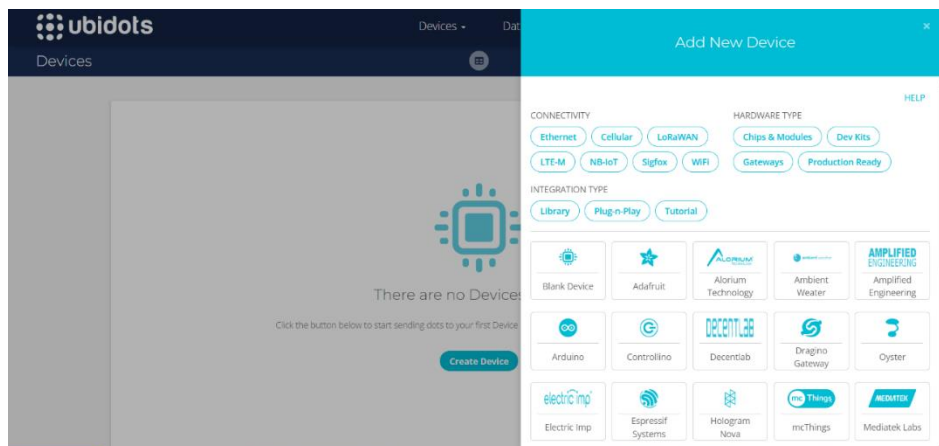 ubidots
Devices
Dat
Devices
Add New Device
×
HELP
CONNECTIVITY
Ethernet
Cellular
LoRaWAN
LTE-M
NB-IoT
Sigfox
WiFi
HARDWARE TYPE
Chips & Modules
Dev Kits
Gateways
Production Ready
INTEGRATION TYPE
Library
Plug-n-Play
Tutorial
There are no Devices
Click the button below to start sending dots to your first Device
Create Device
Blank Device
Adafruit
ALORIUM
Alorium
Technology
Ambient
Weater
AMPLIFIED
ENGINEERING
Amplified
Engineering
Arduino
Controllino
DECENTLAB
Decentlab
Dragino
Gateway
Oyster
electric imp
Electric Imp
Espressif
Systems
Hologram
Nova
mc Things
mcThings
MEDIATEK
Mediatek Labs